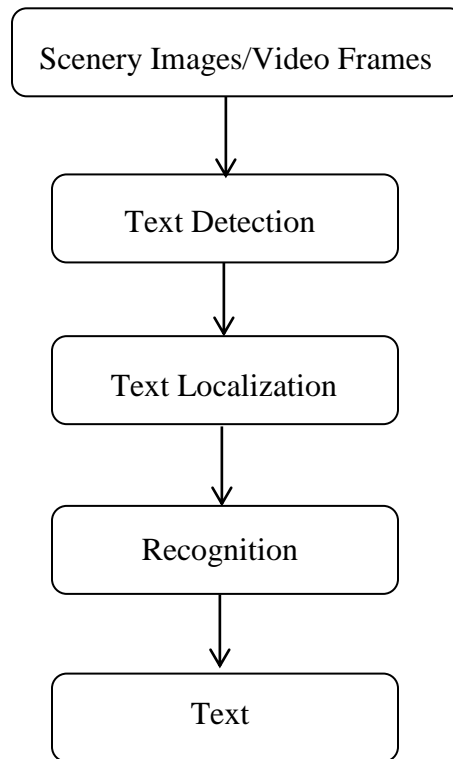 Scenery Images/Video Frames
Text Detection
Text Localization
Recognition
Text